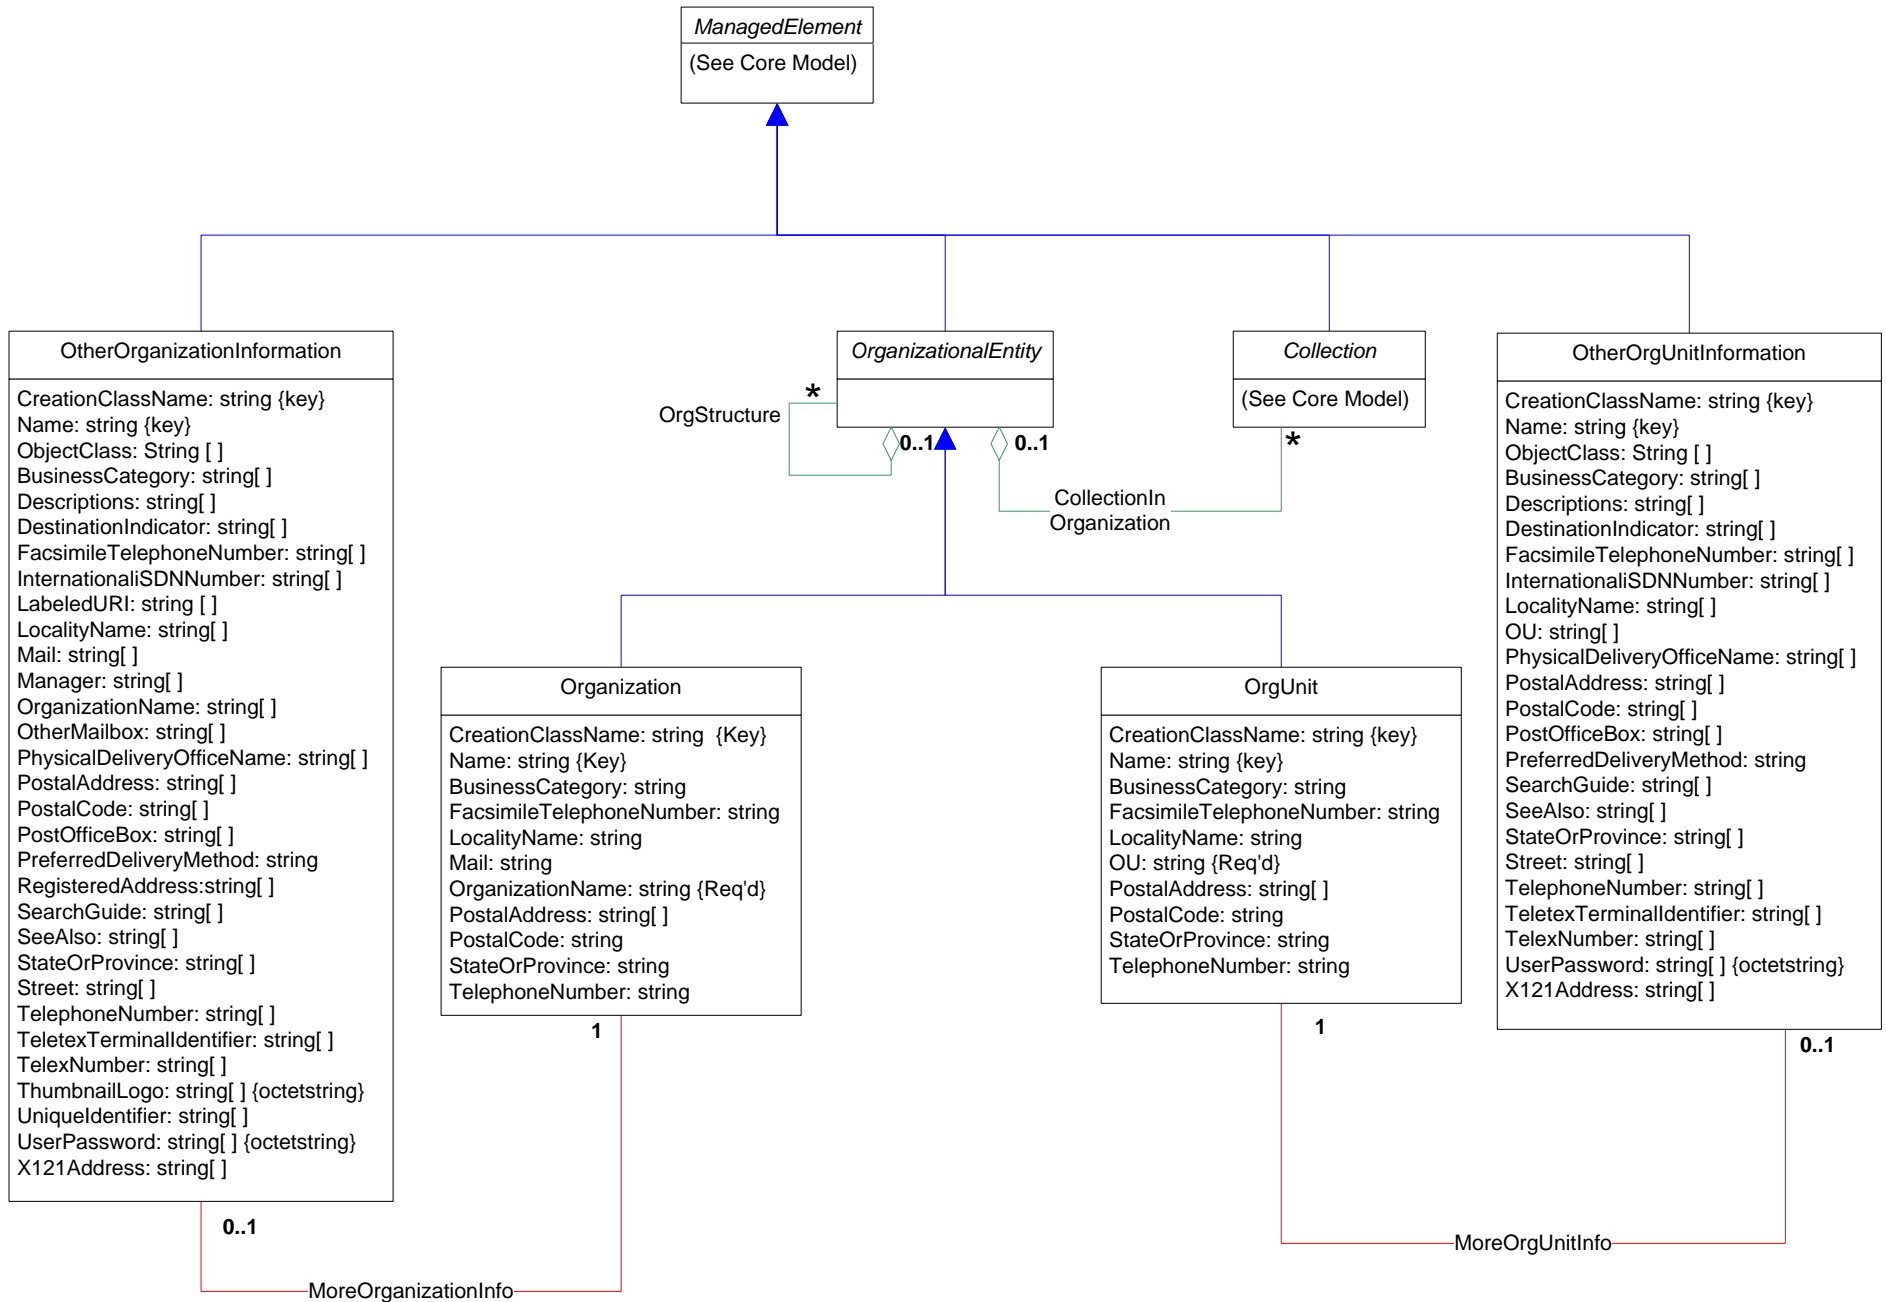 ManagedElement
(See Core Model)
OtherOrganizationInformation
CreationClassName: string {key}
Name: string {key}
ObjectClass: String [ ]
BusinessCategory: string[ ]
Descriptions: string[ ]
DestinationIndicator: string[ ]
FacsimileTelephoneNumber: string[ ]
InternationaliSDNNumber: string[ ]
LabeledURI: string [ ]
LocalityName: string[ ]
Mail: string[ ]
Manager: string[ ]
OrganizationName: string[ ]
OtherMailbox: string[ ]
PhysicalDeliveryOfficeName: string[ ]
PostalAddress: string[ ]
PostalCode: string[ ]
PostOfficeBox: string[ ]
PreferredDeliveryMethod: string
RegisteredAddress:string[ ]
SearchGuide: string[ ]
SeeAlso: string[ ]
StateOrProvince: string[ ]
Street: string[ ]
TelephoneNumber: string[ ]
TeletexTerminalIdentifier: string[ ]
TelexNumber: string[ ]
ThumbnailLogo: string[ ] {octetstring}
UniqueIdentifier: string[ ]
UserPassword: string[ ] {octetstring}
X121Address: string[ ]
0..1
MoreOrganizationInfo
OrganizationalEntity
*
OrgStructure
0..1
0..1
CollectionIn
Organization
Collection
(See Core Model)
*
Organization
CreationClassName: string  {Key}
Name: string {Key}
BusinessCategory: string
FacsimileTelephoneNumber: string
LocalityName: string
Mail: string
OrganizationName: string {Req'd}
PostalAddress: string[ ]
PostalCode: string
StateOrProvince: string
TelephoneNumber: string
1
OrgUnit
CreationClassName: string {key}
Name: string {key}
BusinessCategory: string
FacsimileTelephoneNumber: string
LocalityName: string
OU: string {Req'd}
PostalAddress: string[ ]
PostalCode: string
StateOrProvince: string
TelephoneNumber: string
1
OtherOrgUnitInformation
CreationClassName: string {key}
Name: string {key}
ObjectClass: String [ ]
BusinessCategory: string[ ]
Descriptions: string[ ]
DestinationIndicator: string[ ]
FacsimileTelephoneNumber: string[ ]
InternationaliSDNNumber: string[ ]
LocalityName: string[ ]
OU: string[ ]
PhysicalDeliveryOfficeName: string[ ]
PostalAddress: string[ ]
PostalCode: string[ ]
PostOfficeBox: string[ ]
PreferredDeliveryMethod: string
SearchGuide: string[ ]
SeeAlso: string[ ]
StateOrProvince: string[ ]
Street: string[ ]
TelephoneNumber: string[ ]
TeletexTerminalIdentifier: string[ ]
TelexNumber: string[ ]
UserPassword: string[ ] {octetstring}
X121Address: string[ ]
0..1
MoreOrgUnitInfo